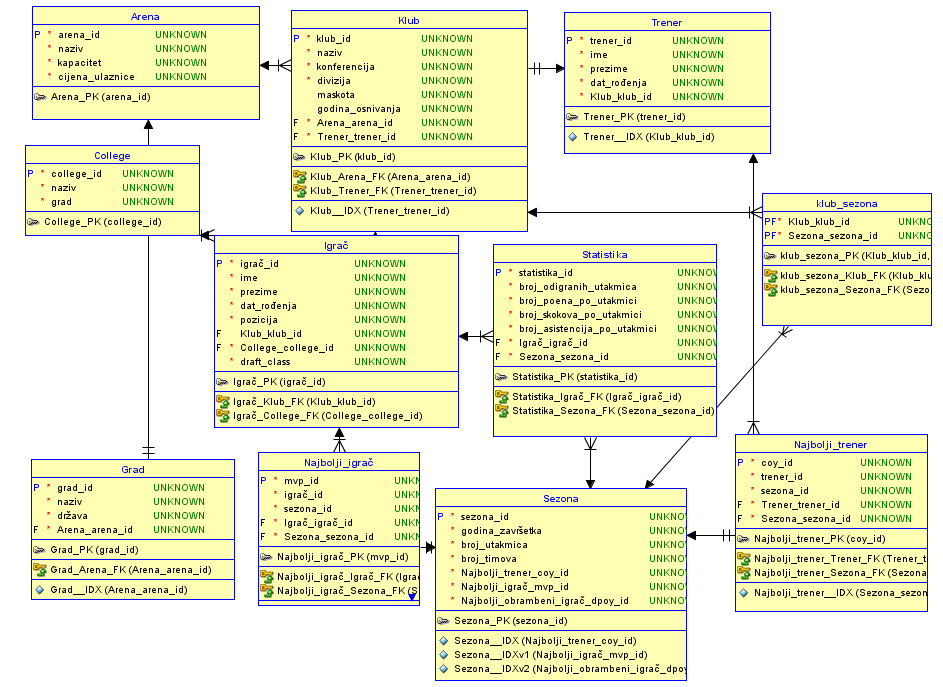 Arena
P * arena_id UNKNOWN
* naziv UNKNOWN
* kapacitet UNKNOWN
* cijena_ulaznice UNKNOWN
Arena_PK (arena_id)
Klub
P * klub_id UNKNOWN
* naziv UNKNOWN
* konferencija UNKNOWN
* divizija UNKNOWN
maskota UNKNOWN
godina_osnivanja UNKNOWN
F * Arena_arena_id UNKNOWN
F * Trener_trener_id UNKNOWN
Klub_PK (klub_id)
Klub_Arena_FK (Arena_arena_id)
Klub_Trener_FK (Trener_trener_id)
Klub__IDX (Trener_trener_id)
Trener
P * trener_id UNKNOWN
* ime UNKNOWN
* prezime UNKNOWN
* dat_rođenja UNKNOWN
* Klub_klub_id UNKNOWN
Trener_PK (trener_id)
Trener__IDX (Klub_klub_id)
College
P * college_id UNKNOWN
* naziv UNKNOWN
* grad UNKNOWN
College_PK (college_id)
klub_sezona
PF* Klub_klub_id UNKNO
PF* Sezona_sezona_id UNKNO
klub_sezona_PK (Klub_klub_id,
klub_sezona_Klub_FK (Klub_klu
klub_sezona_Sezona_FK (Sezo
Igrač
P * igrač_id UNKNOWN
* ime UNKNOWN
* prezime UNKNOWN
* dat_rođenja UNKNOWN
* pozicija UNKNOWN
F Klub_klub_id UNKNOWN
F * College_college_id UNKNOWN
* draft_class UNKNOWN
Igrač_PK (igrač_id)
Igrač_Klub_FK (Klub_klub_id)
Igrač_College_FK (College_college_id)
Statistika
P * statistika_id UNKNOW
* broj_odigranih_utakmica UNKNOW
* broj_poena_po_utakmici UNKNOW
* broj_skokova_po_utakmici UNKNOW
* broj_asistencija_po_utakmici UNKNOW
F * Igrač_igrač_id UNKNOW
F * Sezona_sezona_id UNKNOW
Statistika_PK (statistika_id)
Statistika_Igrač_FK (Igrač_igrač_id)
Statistika_Sezona_FK (Sezona_sezona_id)
Grad
P * grad_id UNKNOWN
* naziv UNKNOWN
* država UNKNOWN
F * Arena_arena_id UNKNOWN
Grad_PK (grad_id)
Grad_Arena_FK (Arena_arena_id)
Grad__IDX (Arena_arena_id)
Najbolji_igrač
P * mvp_id UNKN
* igrač_id UNKN
* sezona_id UNKN
F * Igrač_igrač_id UNKN
F * Sezona_sezona_id UNKN
Najbolji_igrač_PK (mvp_id)
Najbolji_igrač_Igrač_FK (Igra
Najbolji_igrač_Sezona_FK (S
Sezona
P * sezona_id UNKNO
* godina_završetka UNKNO
* broj_utakmica UNKNO
* broj_timova UNKNO
* Najbolji_trener_coy_id UNKNO
* Najbolji_igrač_mvp_id UNKNO
* Najbolji_obrambeni_igrač_dpoy_id UNKNO
Sezona_PK (sezona_id)
Sezona__IDX (Najbolji_trener_coy_id)
Sezona__IDXv1 (Najbolji_igrač_mvp_id)
Sezona__IDXv2 (Najbolji_obrambeni_igrač_dpoy
Najbolji_trener
P * coy_id UNKNOWN
* trener_id UNKNOWN
* sezona_id UNKNOWN
F * Trener_trener_id UNKNOWN
F * Sezona_sezona_id UNKNOWN
Najbolji_trener_PK (coy_id)
Najbolji_trener_Trener_FK (Trener_t
Najbolji_trener_Sezona_FK (Sezona
Najbolji_trener__IDX (Sezona_sezon